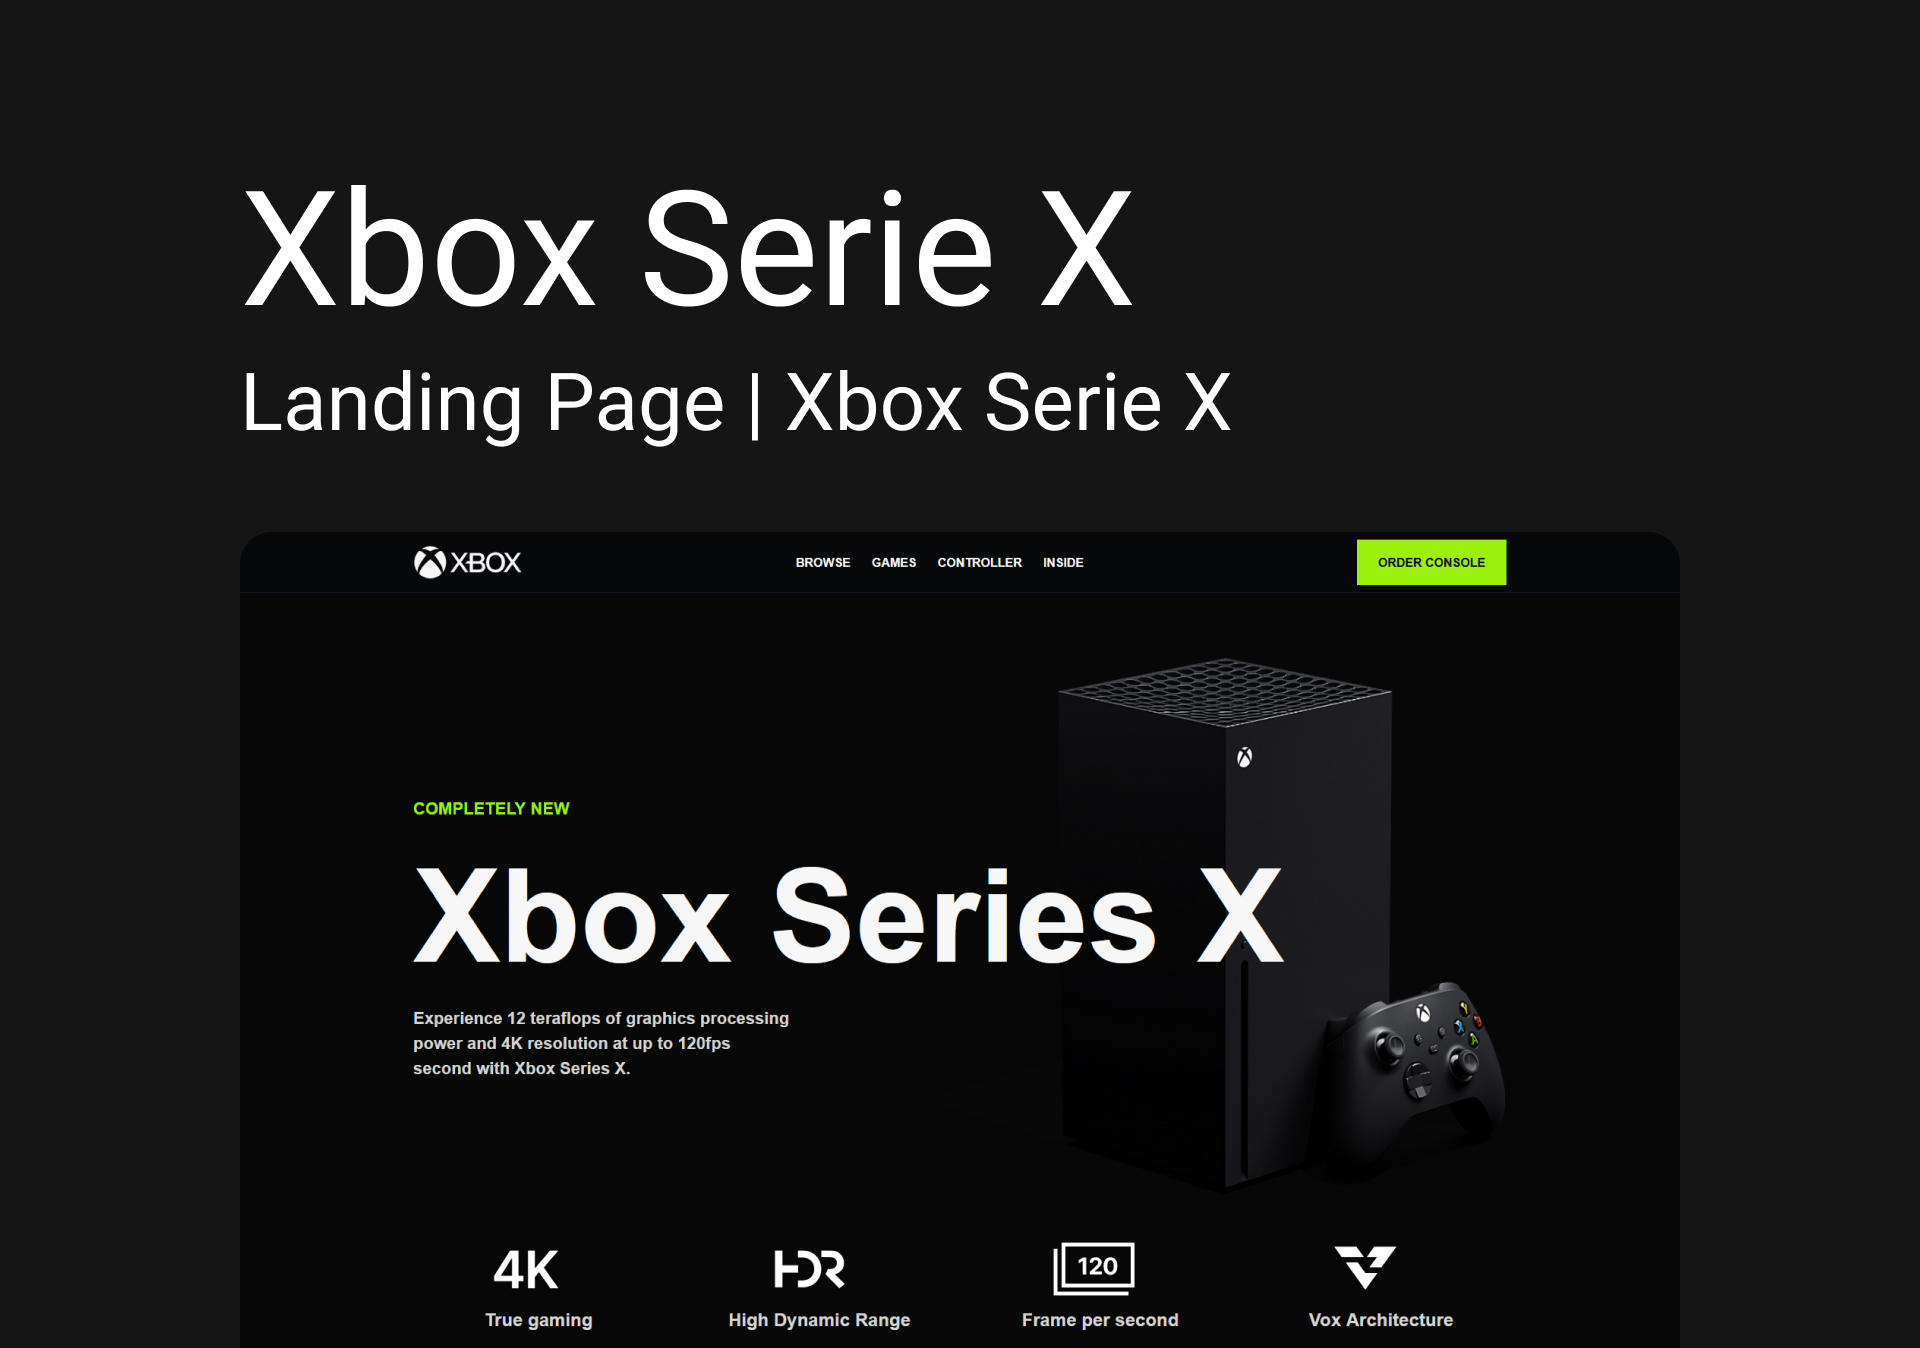 Xbox Serie X
Landing Page | Xbox Serie X
XBOX
BROWSE GAMES CONTROLLER INSIDE
ORDER CONSOLE
COMPLETELY NEW
Xbox Series X
Experience 12 teraflops of graphics processing
power and 4K resolution at up to 120fps
second with Xbox Series X.
Y
B
X
A
4K
True gaming
HDR
High Dynamic Range
120
Frame per second
Vox Architecture